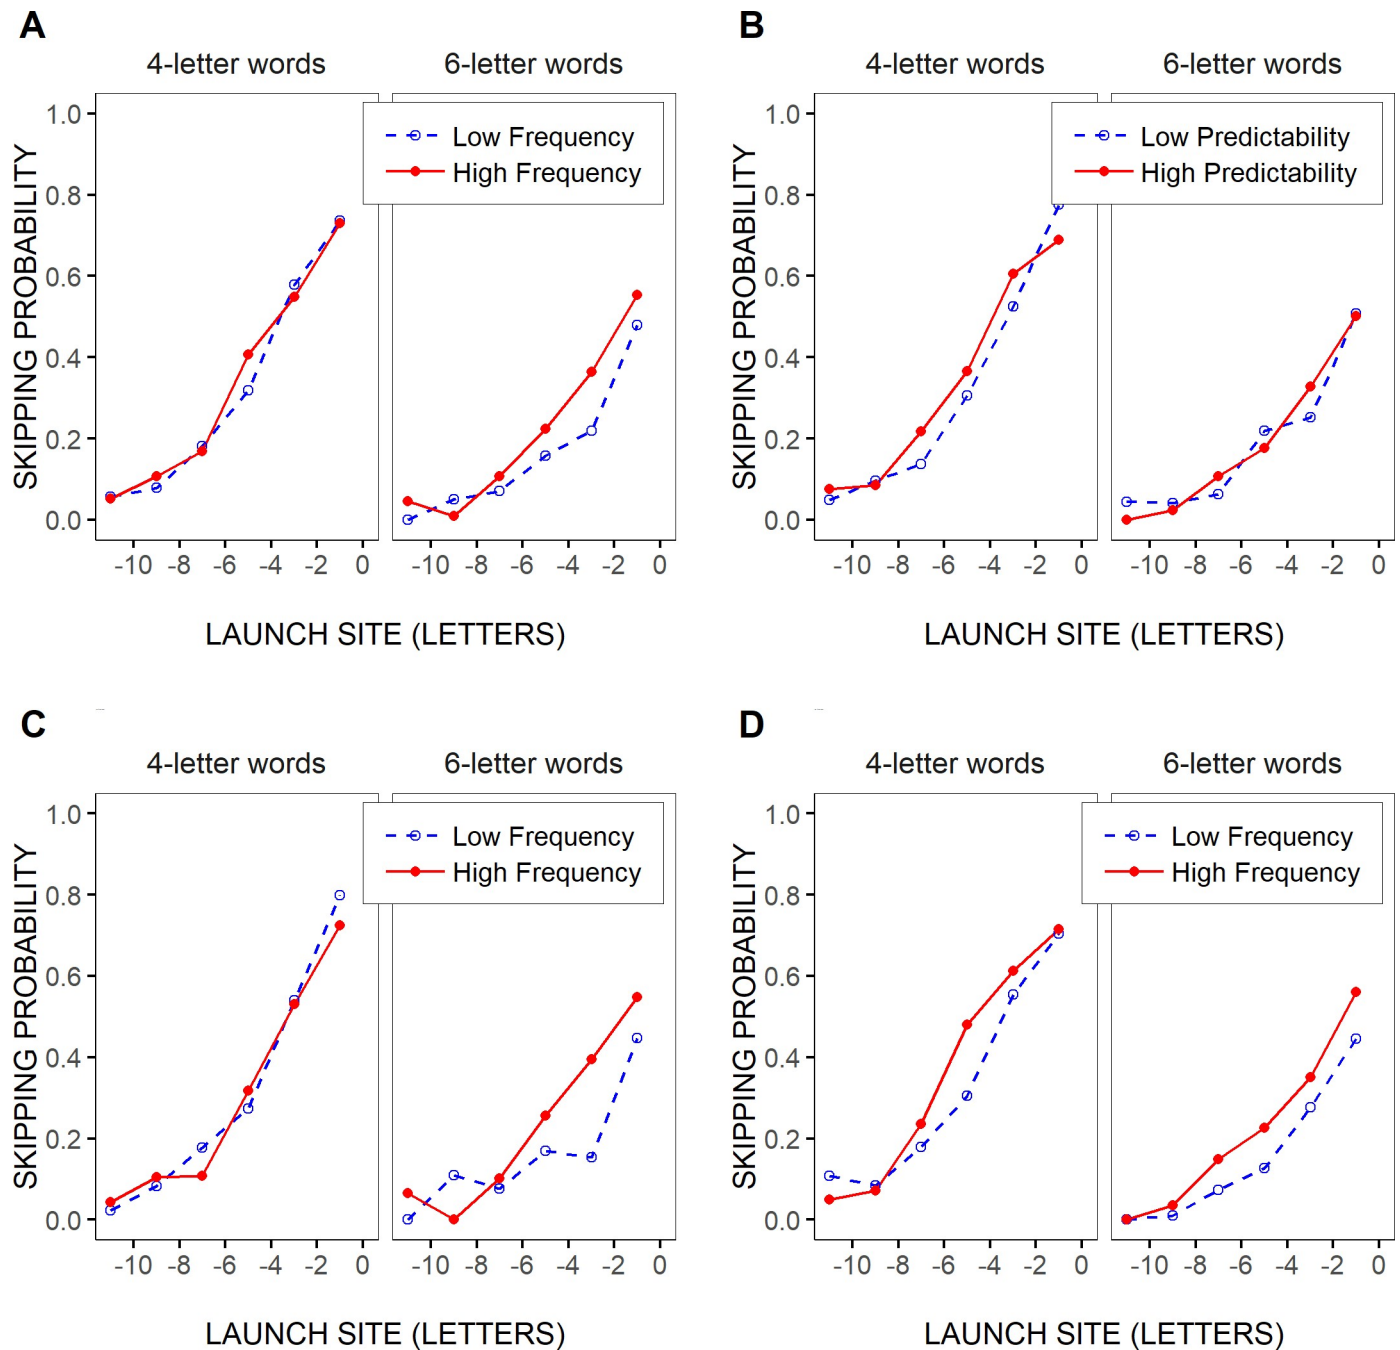 A
4-letter words
6-letter words
Low Frequency
High Frequency
SKIPPING PROBABILITY
1.0
0.8
0.6
0.4
0.2
0.0
-10 -8 -6 -4 -2 0
-10 -8 -6 -4 -2 0
LAUNCH SITE (LETTERS)
B
4-letter words
6-letter words
Low Predictability
High Predictability
SKIPPING PROBABILITY
1.0
0.8
0.6
0.4
0.2
0.0
-10 -8 -6 -4 -2 0
-10 -8 -6 -4 -2 0
LAUNCH SITE (LETTERS)
C
4-letter words
6-letter words
Low Frequency
High Frequency
SKIPPING PROBABILITY
1.0
0.8
0.6
0.4
0.2
0.0
-10 -8 -6 -4 -2 0
-10 -8 -6 -4 -2 0
LAUNCH SITE (LETTERS)
D
4-letter words
6-letter words
Low Frequency
High Frequency
SKIPPING PROBABILITY
1.0
0.8
0.6
0.4
0.2
0.0
-10 -8 -6 -4 -2 0
-10 -8 -6 -4 -2 0
LAUNCH SITE (LETTERS)